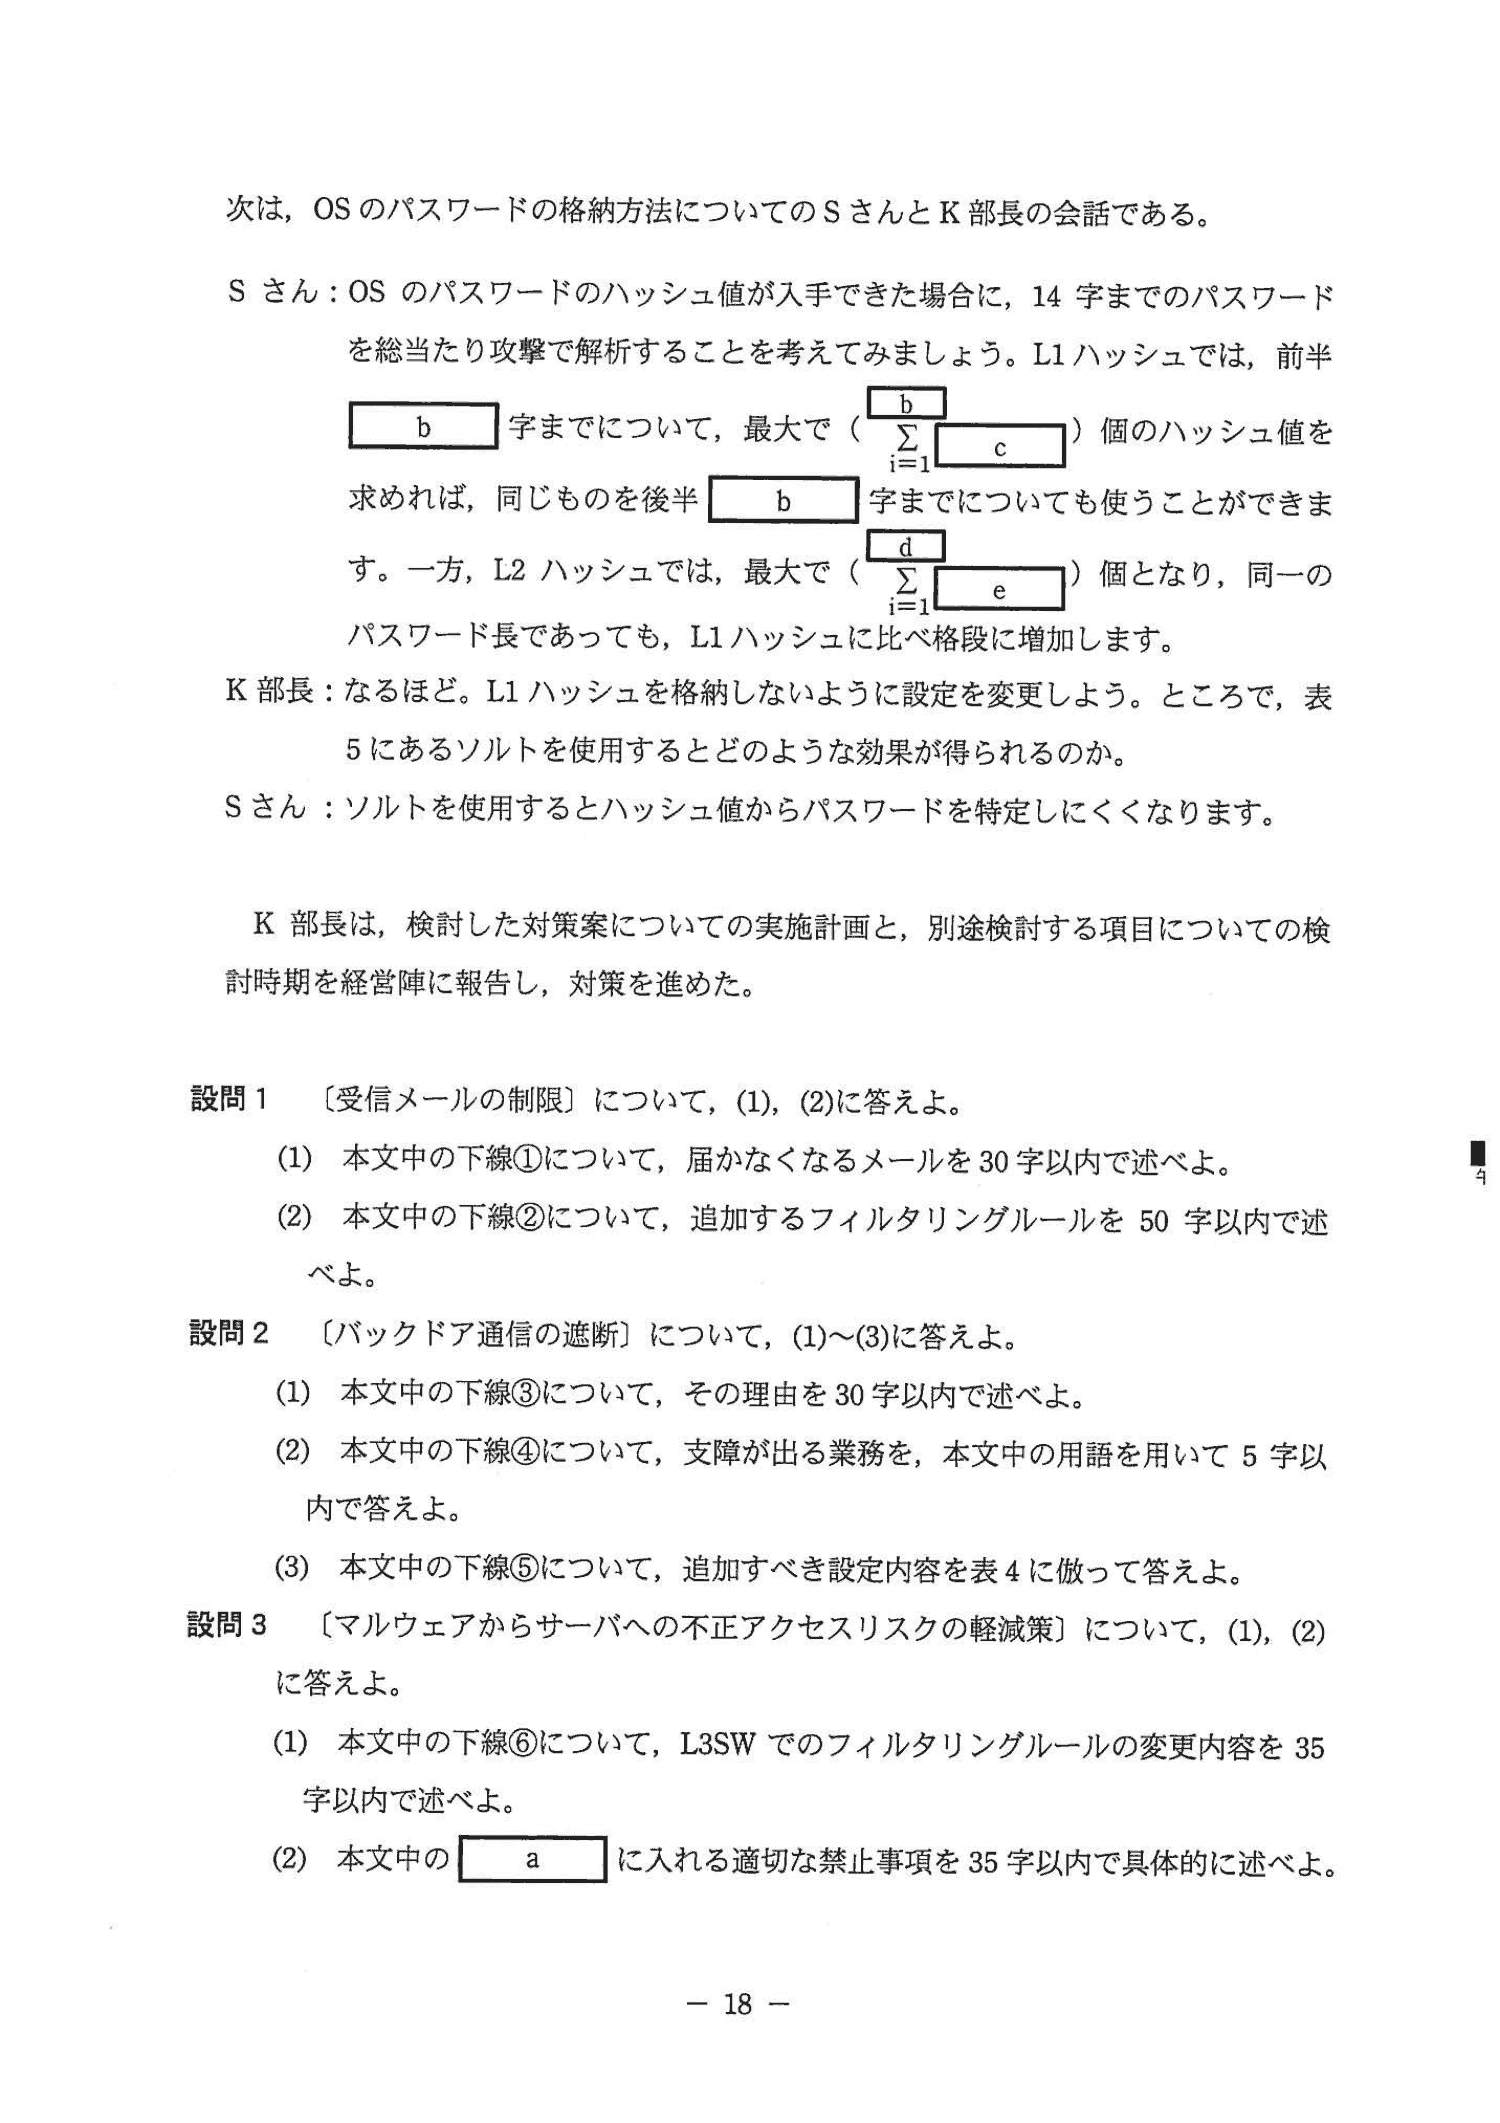 次は，OS のパスワードの格納方法についての S さんと K 部長の会話である。
S さん：OS のパスワードのハッシュ値が入手できた場合に，14 字までのパスワード
を総当たり攻撃で解析することを考えてみましょう。L1 ハッシュでは，前半
b 字までについて，最大で（ b Σ i=1 c ）個のハッシュ値を
求めれば，同じものを後半 b 字までについても使うことができま
す。一方，L2 ハッシュでは，最大で（ d Σ i=1 e ）個となり，同一の
パスワード長であっても，L1 ハッシュに比べ格段に増加します。
K 部長：なるほど。L1 ハッシュを格納しないように設定を変更しよう。ところで，表
5 にあるソルトを使用するとどのような効果が得られるのか。
S さん：ソルトを使用するとハッシュ値からパスワードを特定しにくくなります。
K 部長は，検討した対策案についての実施計画と，別途検討する項目についての検
討時期を経営陣に報告し，対策を進めた。
設問 1 〔受信メールの制限〕について，(1)，(2)に答えよ。
(1) 本文中の下線①について，届かなくなるメールを 30 字以内で述べよ。
(2) 本文中の下線②について，追加するフィルタリングルールを 50 字以内で述
べよ。
設問 2 〔バックドア通信の遮断〕について，(1)～(3)に答えよ。
(1) 本文中の下線③について，その理由を 30 字以内で述べよ。
(2) 本文中の下線④について，支障が出る業務を，本文中の用語を用いて 5 字以
内で答えよ。
(3) 本文中の下線⑤について，追加すべき設定内容を表 4 に倣って答えよ。
設問 3 〔マルウェアからサーバへの不正アクセスリスクの軽減策〕について，(1)，(2)
に答えよ。
(1) 本文中の下線⑥について，L3SW でのフィルタリングルールの変更内容を 35
字以内で述べよ。
(2) 本文中の a に入れる適切な禁止事項を 35 字以内で具体的に述べよ。
－ 18 －